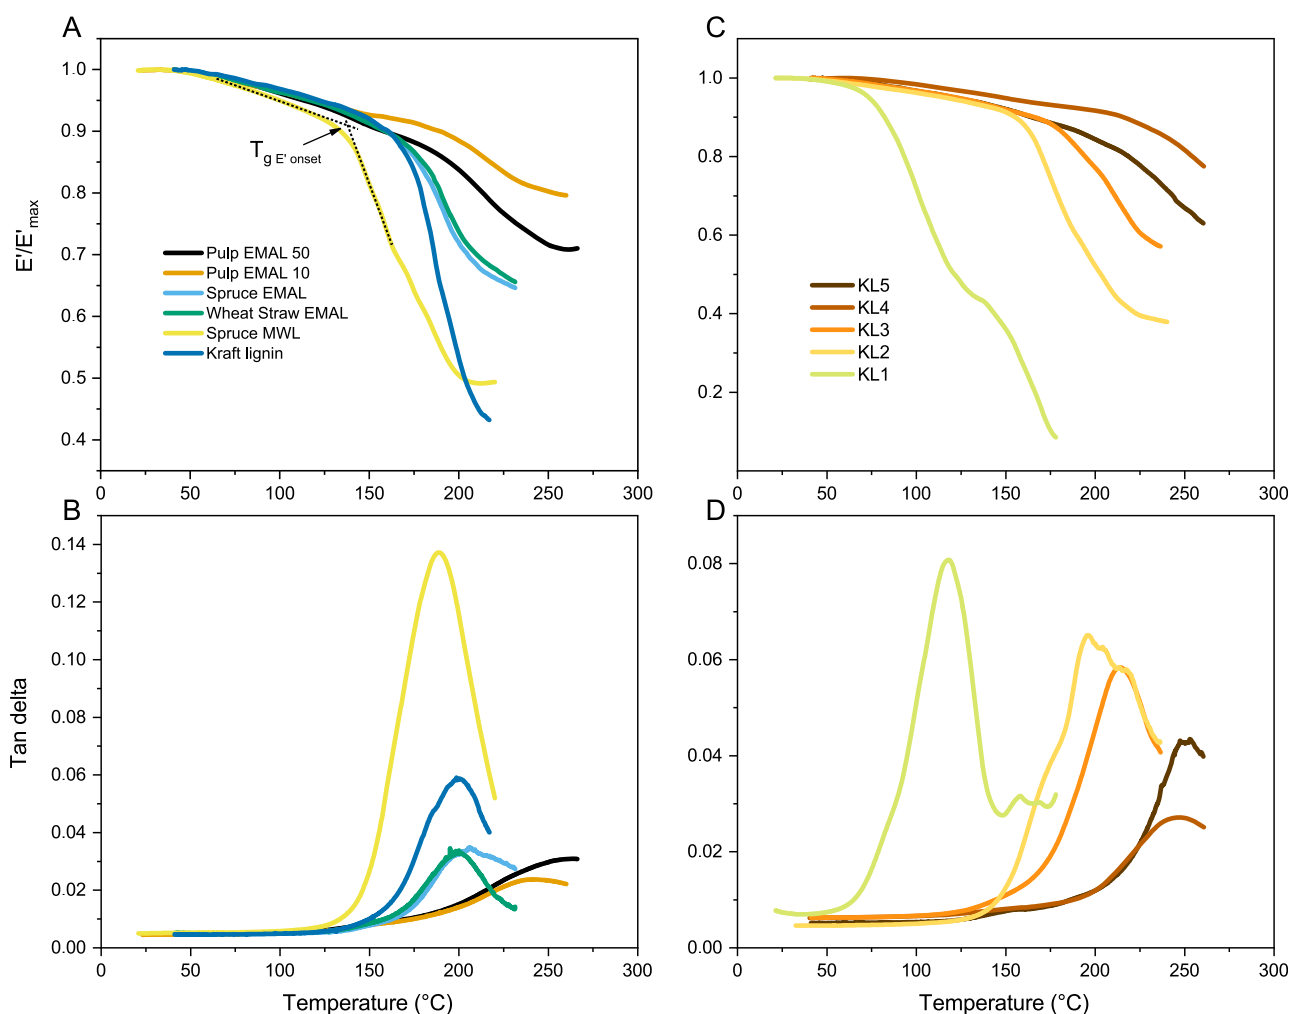 A
E'/E'max
1.0
0.9
0.8
0.7
0.6
0.5
0.4
Tg E' onset
Pulp EMAL 50
Pulp EMAL 10
Spruce EMAL
Wheat Straw EMAL
Spruce MWL
Kraft lignin
0 50 100 150 200 250 300
C
1.0
0.8
0.6
0.4
0.2
KL5
KL4
KL3
KL2
KL1
0 50 100 150 200 250 300
B
Tan delta
0.14
0.12
0.10
0.08
0.06
0.04
0.02
0.00
0 50 100 150 200 250 300
Temperature (°C)
D
0.08
0.06
0.04
0.02
0.00
0 50 100 150 200 250 300
Temperature (°C)